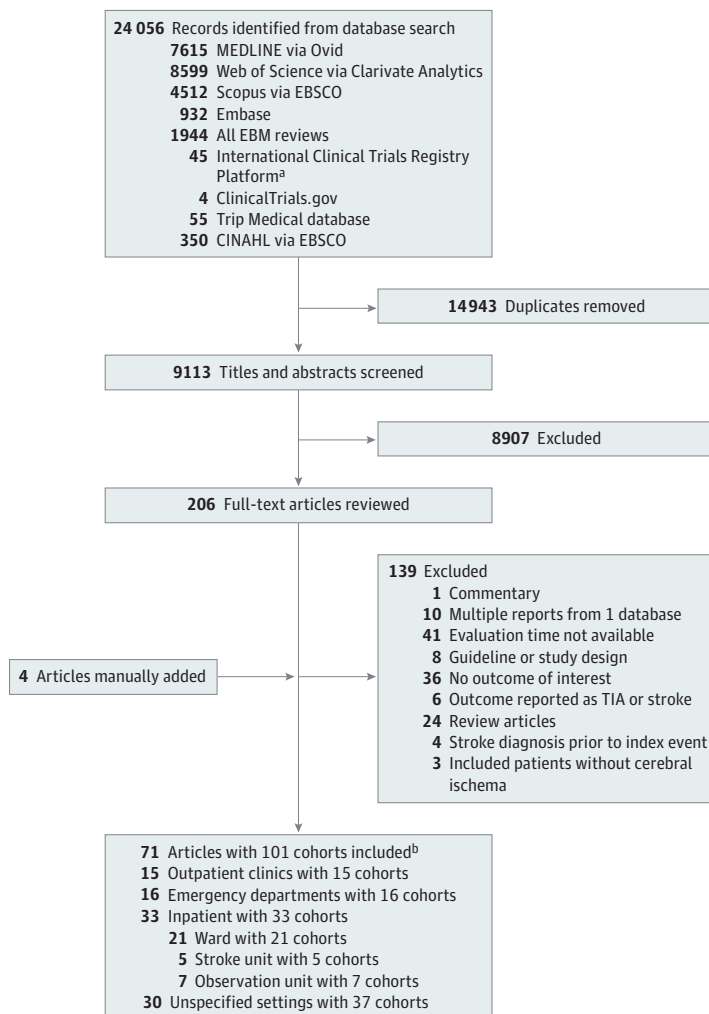 24 056 Records identified from database search
7615 MEDLINE via Ovid
8599 Web of Science via Clarivate Analytics
4512 Scopus via EBSCO
932 Embase
1944 All EBM reviews
45 International Clinical Trials Registry
Platformᵃ
4 ClinicalTrials.gov
55 Trip Medical database
350 CINAHL via EBSCO
14 943 Duplicates removed
9113 Titles and abstracts screened
8907 Excluded
206 Full-text articles reviewed
139 Excluded
1 Commentary
10 Multiple reports from 1 database
41 Evaluation time not available
8 Guideline or study design
36 No outcome of interest
6 Outcome reported as TIA or stroke
24 Review articles
4 Stroke diagnosis prior to index event
3 Included patients without cerebral
ischema
4 Articles manually added
71 Articles with 101 cohorts includedᵇ
15 Outpatient clinics with 15 cohorts
16 Emergency departments with 16 cohorts
33 Inpatient with 33 cohorts
21 Ward with 21 cohorts
5 Stroke unit with 5 cohorts
7 Observation unit with 7 cohorts
30 Unspecified settings with 37 cohorts